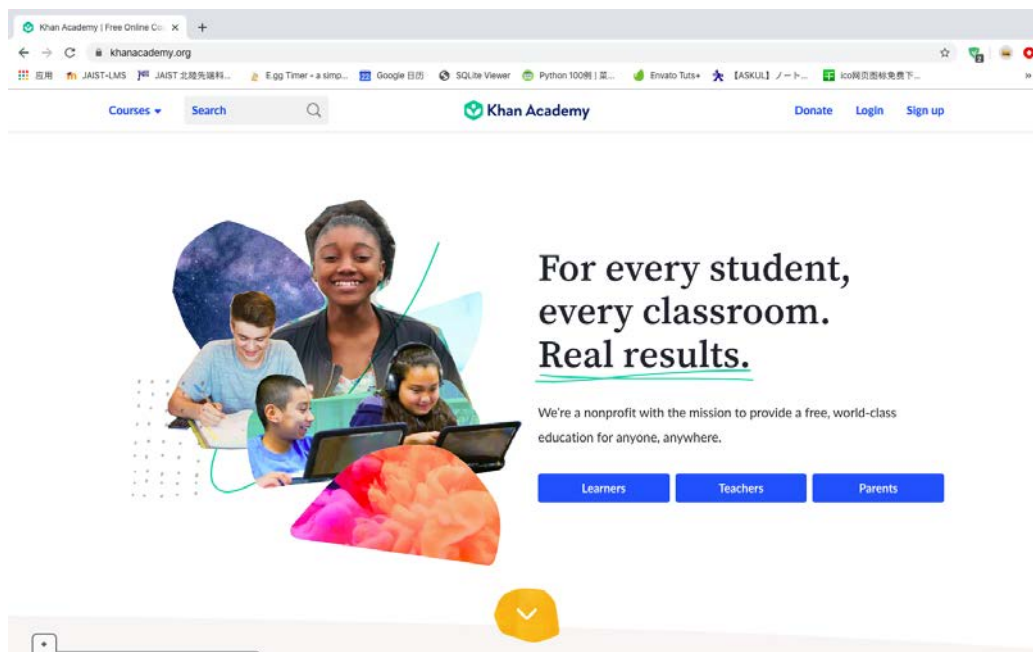 Khan Academy | Free Online Co
khanacademy.org
应用 JAIST-LMS JAIST 北陸先端科... E.gg Timer - a simp... Google 日历 SQLite Viewer Python 100例 | 菜... Envato Tuts+ 【ASKUL】ノート... ico网页图标免费下... »
Courses Search Khan Academy Donate Login Sign up
For every student,
every classroom.
Real results.
We're a nonprofit with the mission to provide a free, world-class
education for anyone, anywhere.
Learners Teachers Parents